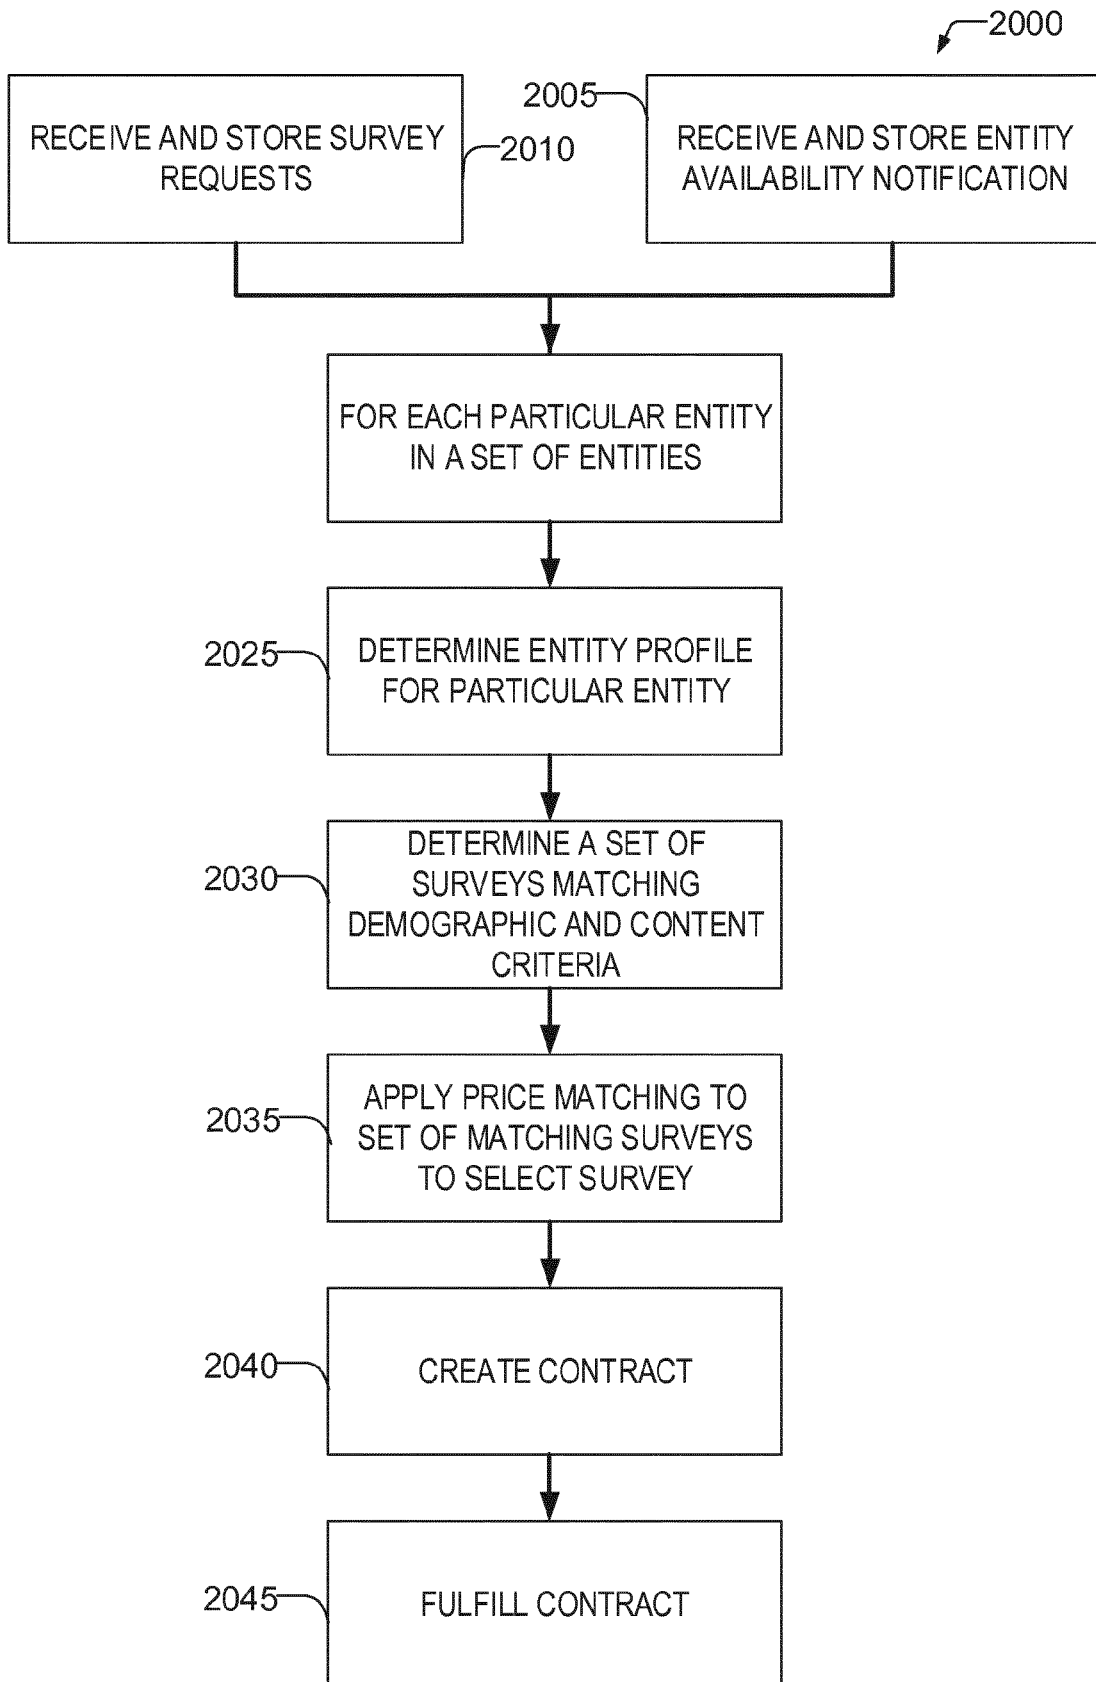 2000
RECEIVE AND STORE SURVEY
REQUESTS
2010
2005
RECEIVE AND STORE ENTITY
AVAILABILITY NOTIFICATION
FOR EACH PARTICULAR ENTITY
IN A SET OF ENTITIES
2025
DETERMINE ENTITY PROFILE
FOR PARTICULAR ENTITY
2030
DETERMINE A SET OF
SURVEYS MATCHING
DEMOGRAPHIC AND CONTENT
CRITERIA
2035
APPLY PRICE MATCHING TO
SET OF MATCHING SURVEYS
TO SELECT SURVEY
2040
CREATE CONTRACT
2045
FULFILL CONTRACT